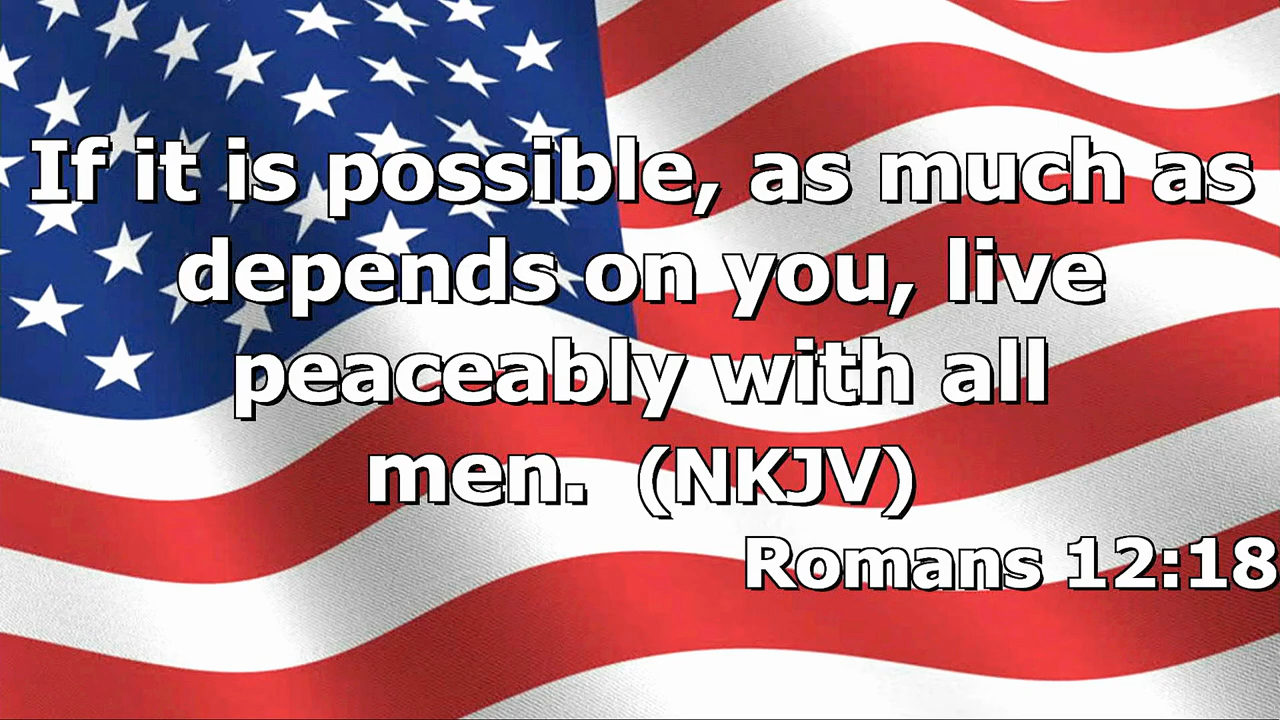 If it is possible, as much as
depends on you, live
peaceably with all
men.  (NKJV)
Romans 12:18